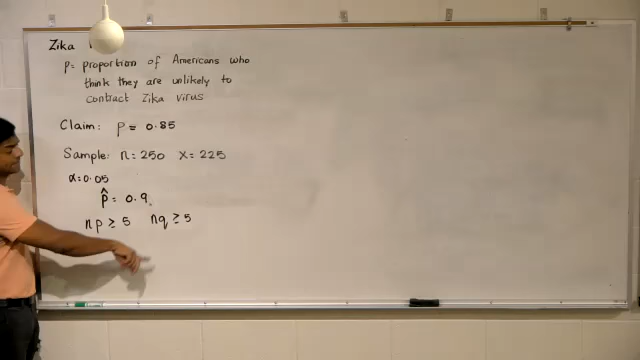 Zika
p= proportion of Americans who
think they are unlikely to
contract Zika virus
Claim: p = 0.85
Sample: n = 250 x = 225
α=0.05
p̂ = 0.9
np ≥ 5 nq ≥ 5